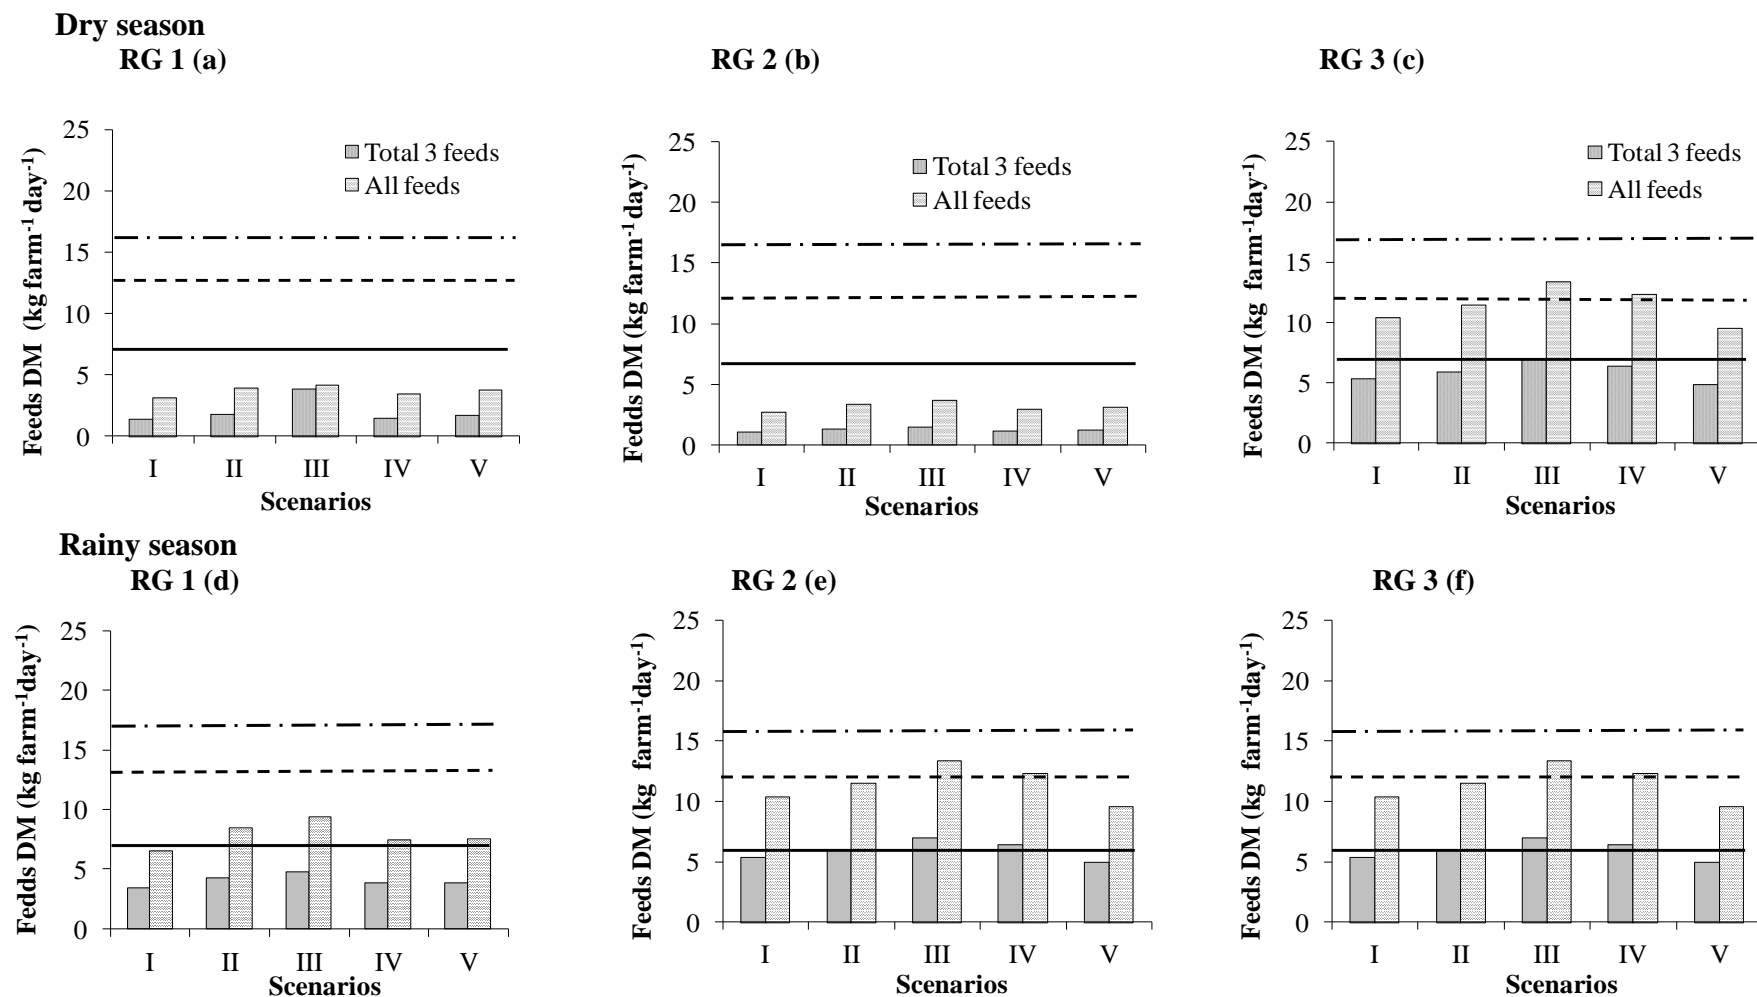 Dry season
RG 1 (a)
RG 2 (b)
RG 3 (c)
Feeds DM (kg farm-1 day-1)
25
20
15
10
5
0
Total 3 feeds
All feeds
I II III IV V
Scenarios
Fedds DM (kg farm-1 day-1)
25
20
15
10
5
0
Total 3 feeds
All feeds
I II III IV V
Scenarios
Feeds DM (kg farm-1day-1)
25
20
15
10
5
0
Total 3 feeds
All feeds
I II III IV V
Scenarios
Rainy season
RG 1 (d)
RG 2 (e)
RG 3 (f)
Fedds DM (kg farm-1day-1)
25
20
15
10
5
0
I II III IV V
Scenarios
Feeds DM (kg farm-1day-1)
25
20
15
10
5
0
I II III IV V
Scenarios
Feeds DM (kg farm-1day-1)
25
20
15
10
5
0
I II III IV V
Scenarios